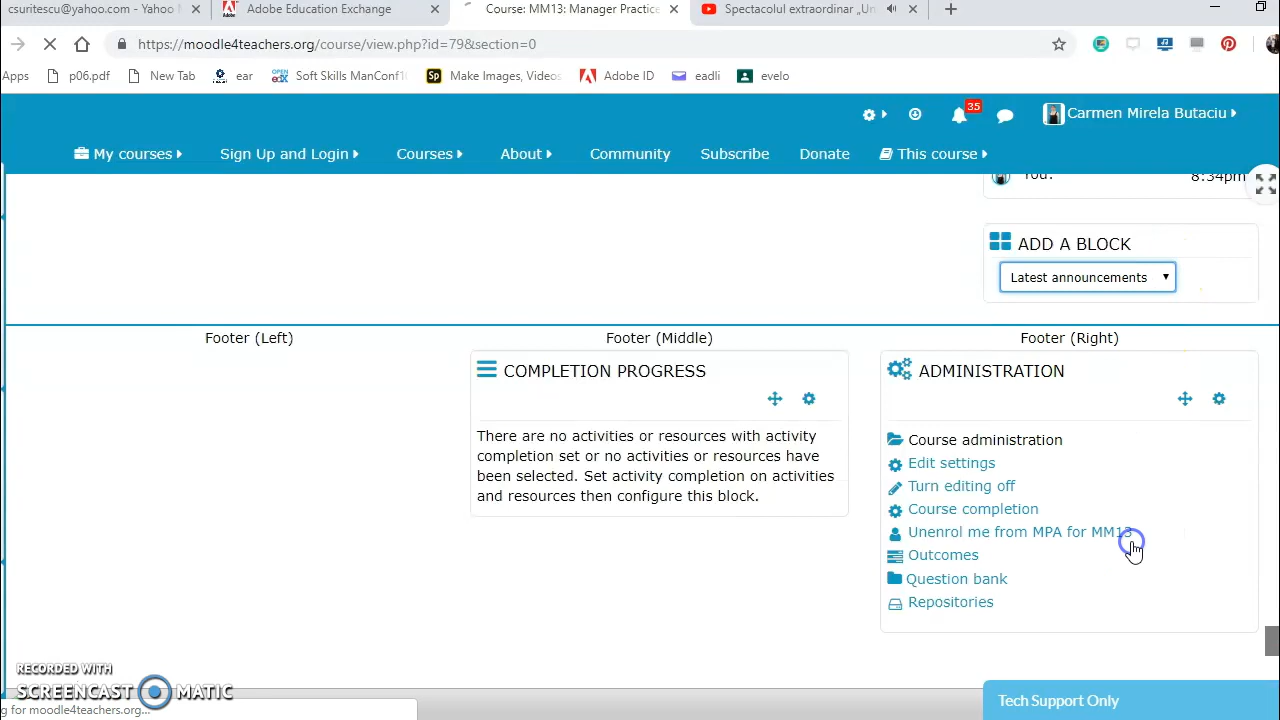 csuritescu@yahoo.com - Yahoo
Adobe Education Exchange
Course: MM13: Manager Practice
Spectacolul extraordinar „Un
https://moodle4teachers.org/course/view.php?id=79&section=0
Apps
p06.pdf
New Tab
ear
OPEN edX
Soft Skills ManConf1
Sp
Make Images, Videos
Adobe ID
eadli
evelo
35
Carmen Mirela Butaciu
My courses
Sign Up and Login
Courses
About
Community
Subscribe
Donate
This course
You:
8:34pm
ADD A BLOCK
Latest announcements
Footer (Left)
Footer (Middle)
Footer (Right)
COMPLETION PROGRESS
There are no activities or resources with activity
completion set or no activities or resources have
been selected. Set activity completion on activities
and resources then configure this block.
ADMINISTRATION
Course administration
Edit settings
Turn editing off
Course completion
Unenrol me from MPA for MM13
Outcomes
Question bank
Repositories
RECORDED WITH
SCREENCAST MATIC
g for moodle4teachers.org...
Tech Support Only